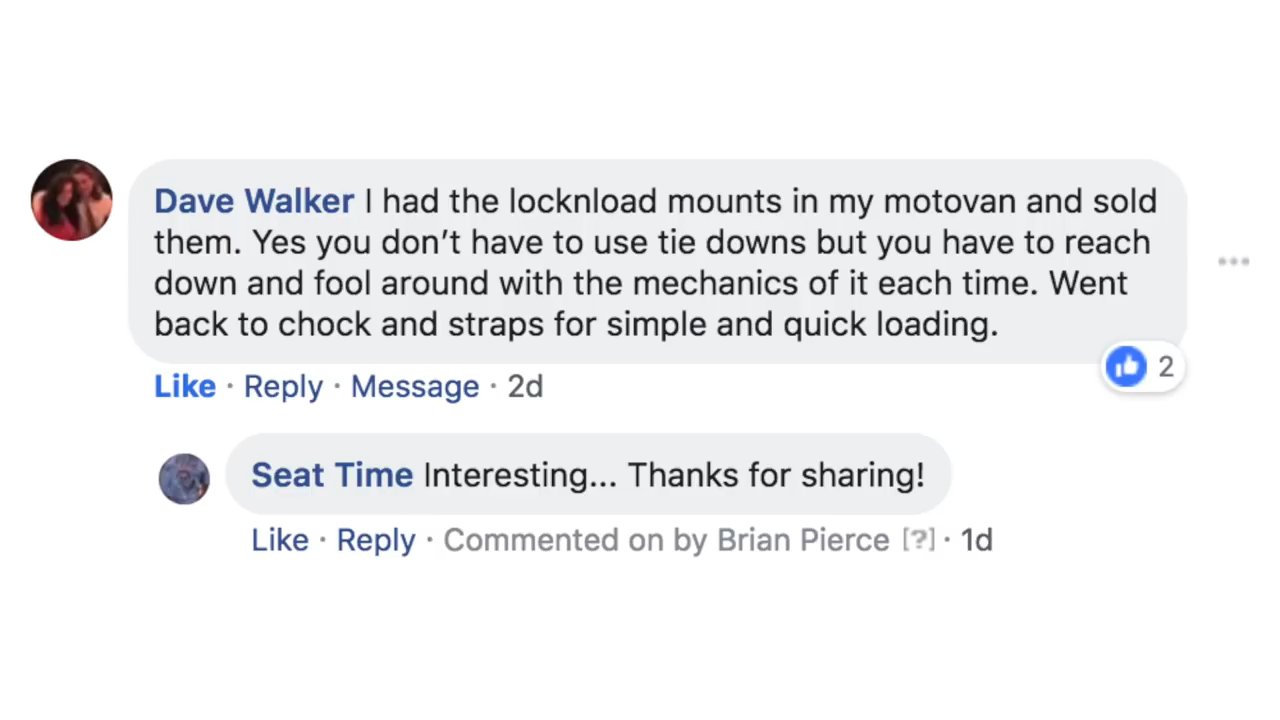 Dave Walker I had the locknload mounts in my motovan and sold
them. Yes you don’t have to use tie downs but you have to reach
down and fool around with the mechanics of it each time. Went
back to chock and straps for simple and quick loading.
2
Like · Reply · Message · 2d
Seat Time Interesting... Thanks for sharing!
Like · Reply · Commented on by Brian Pierce [?] · 1d